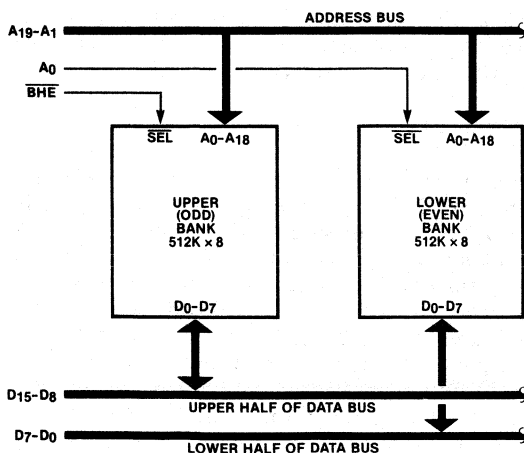 ADDRESS BUS
A19–A1
A0
BHE
SEL A0–A18
UPPER
(ODD)
BANK
512K × 8
D0–D7
SEL A0–A18
LOWER
(EVEN)
BANK
512K × 8
D0–D7
D15–D8
UPPER HALF OF DATA BUS
D7–D0
LOWER HALF OF DATA BUS